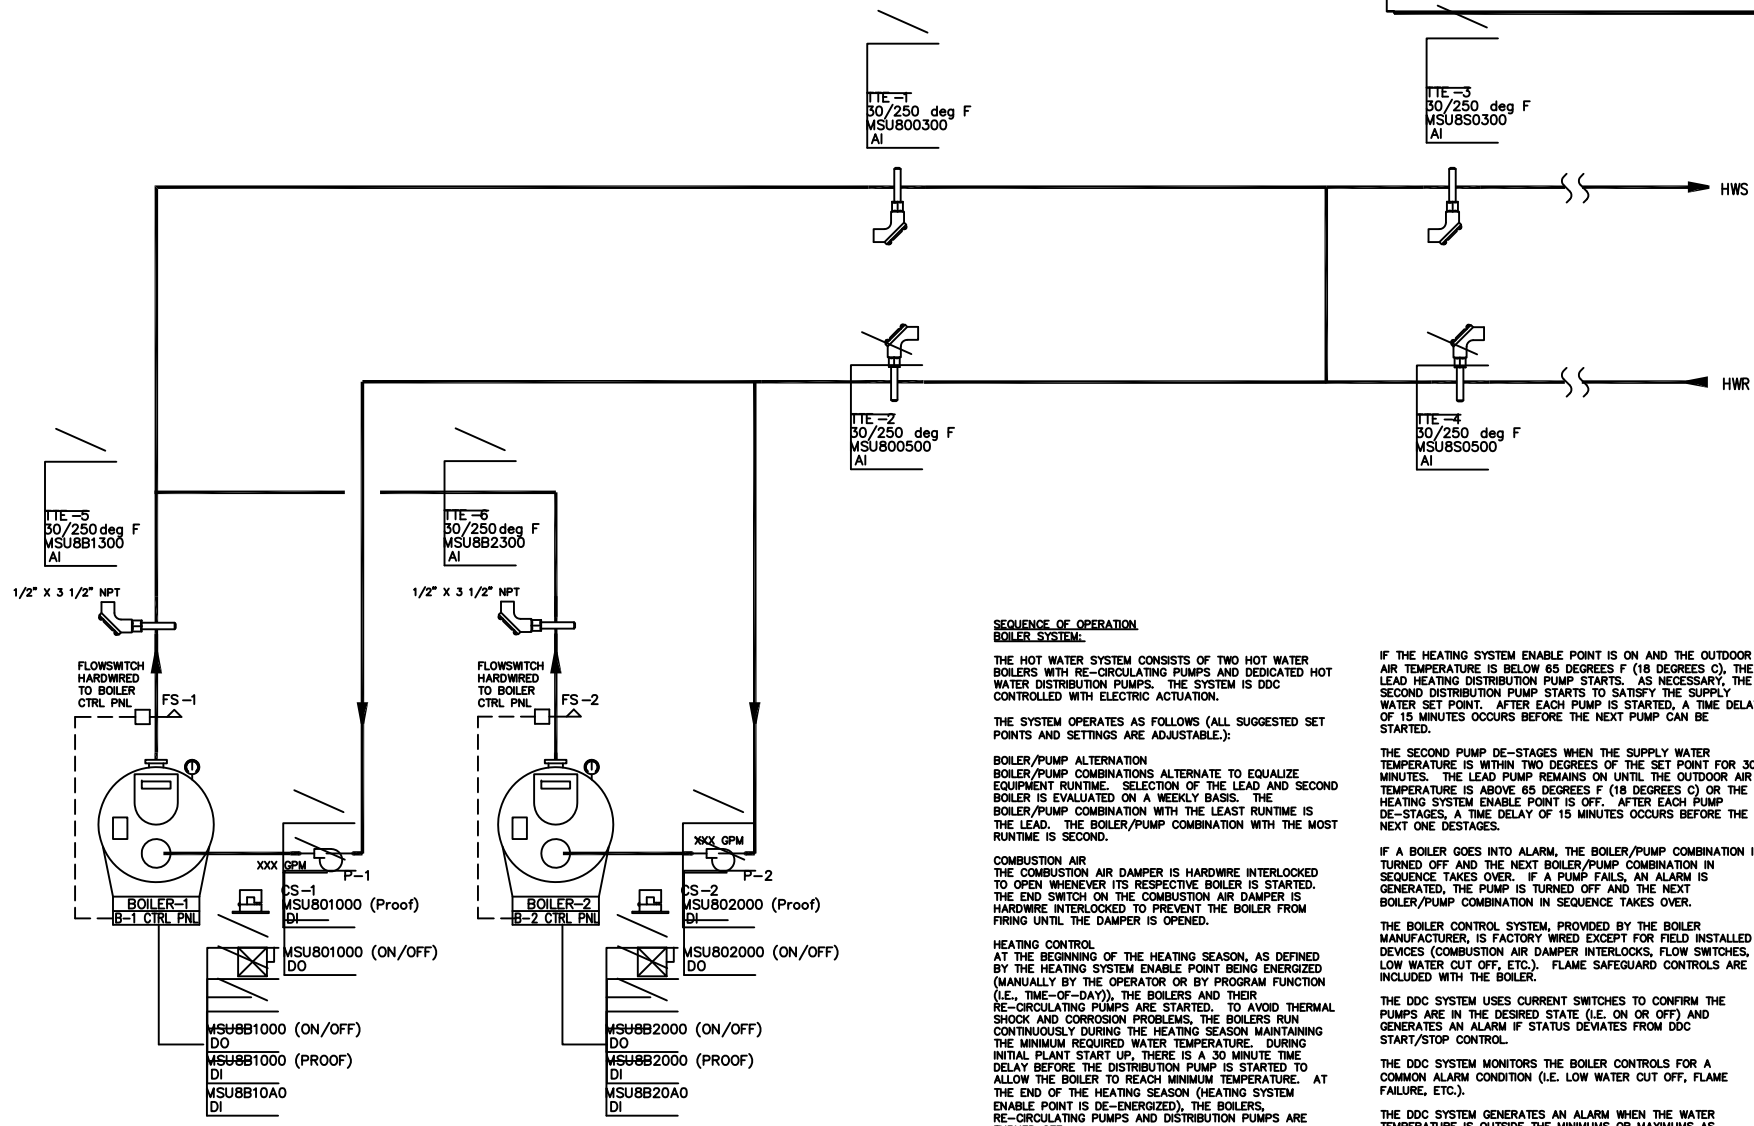 TTE-1
30/250 deg F
MSU800300
AI
TTE-3
30/250 deg F
MSU8S0300
AI
HWS
TTE-2
30/250 deg F
MSU800500
AI
TTE-4
30/250 deg F
MSU8S0500
AI
HWR
TTE-5
30/250 deg F
MSU8B1300
AI
1/2" X 3 1/2" NPT
TTE-6
30/250 deg F
MSU8B2300
AI
1/2" X 3 1/2" NPT
FLOWSWITCH
HARDWIRED
TO BOILER
CTRL PNL
FS-1
FLOWSWITCH
HARDWIRED
TO BOILER
CTRL PNL
FS-2
XXX GPM
P-1
XXX GPM
P-2
BOILER-1
B-1 CTRL PNL
CS-1
MSU801000 (Proof)
DI
MSU801000 (ON/OFF)
DO
MSU8B1000 (ON/OFF)
DO
MSU8B1000 (PROOF)
DI
MSU8B10A0
DI
BOILER-2
B-2 CTRL PNL
CS-2
MSU802000 (Proof)
DI
MSU802000 (ON/OFF)
DO
MSU8B2000 (ON/OFF)
DO
MSU8B2000 (PROOF)
DI
MSU8B20A0
DI
SEQUENCE OF OPERATION
BOILER SYSTEM:
THE HOT WATER SYSTEM CONSISTS OF TWO HOT WATER
BOILERS WITH RE-CIRCULATING PUMPS AND DEDICATED HOT
WATER DISTRIBUTION PUMPS. THE SYSTEM IS DDC
CONTROLLED WITH ELECTRIC ACTUATION.
THE SYSTEM OPERATES AS FOLLOWS (ALL SUGGESTED SET
POINTS AND SETTINGS ARE ADJUSTABLE.):
BOILER/PUMP ALTERNATION
BOILER/PUMP COMBINATIONS ALTERNATE TO EQUALIZE
EQUIPMENT RUNTIME. SELECTION OF THE LEAD AND SECOND
BOILER IS EVALUATED ON A WEEKLY BASIS. THE
BOILER/PUMP COMBINATION WITH THE LEAST RUNTIME IS
THE LEAD. THE BOILER/PUMP COMBINATION WITH THE MOST
RUNTIME IS SECOND.
COMBUSTION AIR
THE COMBUSTION AIR DAMPER IS HARDWIRE INTERLOCKED
TO OPEN WHENEVER ITS RESPECTIVE BOILER IS STARTED.
THE END SWITCH ON THE COMBUSTION AIR DAMPER IS
HARDWIRE INTERLOCKED TO PREVENT THE BOILER FROM
FIRING UNTIL THE DAMPER IS OPENED.
HEATING CONTROL
AT THE BEGINNING OF THE HEATING SEASON, AS DEFINED
BY THE HEATING SYSTEM ENABLE POINT BEING ENERGIZED
(MANUALLY BY THE OPERATOR OR BY PROGRAM FUNCTION
(I.E., TIME-OF-DAY)), THE BOILERS AND THEIR
RE-CIRCULATING PUMPS ARE STARTED. TO AVOID THERMAL
SHOCK AND CORROSION PROBLEMS, THE BOILERS RUN
CONTINUOUSLY DURING THE HEATING SEASON MAINTAINING
THE MINIMUM REQUIRED WATER TEMPERATURE. DURING
INITIAL PLANT START UP, THERE IS A 30 MINUTE TIME
DELAY BEFORE THE DISTRIBUTION PUMP IS STARTED TO
ALLOW THE BOILER TO REACH MINIMUM TEMPERATURE. AT
THE END OF THE HEATING SEASON (HEATING SYSTEM
ENABLE POINT IS DE-ENERGIZED), THE BOILERS,
RE-CIRCULATING PUMPS AND DISTRIBUTION PUMPS ARE
IF THE HEATING SYSTEM ENABLE POINT IS ON AND THE OUTDOOR
AIR TEMPERATURE IS BELOW 65 DEGREES F (18 DEGREES C), THE
LEAD HEATING DISTRIBUTION PUMP STARTS. AS NECESSARY, THE
SECOND DISTRIBUTION PUMP STARTS TO SATISFY THE SUPPLY
WATER SET POINT. AFTER EACH PUMP IS STARTED, A TIME DELAY
OF 15 MINUTES OCCURS BEFORE THE NEXT PUMP CAN BE
STARTED.
THE SECOND PUMP DE-STAGES WHEN THE SUPPLY WATER
TEMPERATURE IS WITHIN TWO DEGREES OF THE SET POINT FOR 30
MINUTES. THE LEAD PUMP REMAINS ON UNTIL THE OUTDOOR AIR
TEMPERATURE IS ABOVE 65 DEGREES F (18 DEGREES C) OR THE
HEATING SYSTEM ENABLE POINT IS OFF. AFTER EACH PUMP
DE-STAGES, A TIME DELAY OF 15 MINUTES OCCURS BEFORE THE
NEXT ONE DESTAGES.
IF A BOILER GOES INTO ALARM, THE BOILER/PUMP COMBINATION
TURNED OFF AND THE NEXT BOILER/PUMP COMBINATION IN
SEQUENCE TAKES OVER. IF A PUMP FAILS, AN ALARM IS
GENERATED, THE PUMP IS TURNED OFF AND THE NEXT
BOILER/PUMP COMBINATION IN SEQUENCE TAKES OVER.
THE BOILER CONTROL SYSTEM, PROVIDED BY THE BOILER
MANUFACTURER, IS FACTORY WIRED EXCEPT FOR FIELD INSTALLED
DEVICES (COMBUSTION AIR DAMPER INTERLOCKS, FLOW SWITCHES,
LOW WATER CUT OFF, ETC.). FLAME SAFEGUARD CONTROLS ARE
INCLUDED WITH THE BOILER.
THE DDC SYSTEM USES CURRENT SWITCHES TO CONFIRM THE
PUMPS ARE IN THE DESIRED STATE (I.E. ON OR OFF) AND
GENERATES AN ALARM IF STATUS DEVIATES FROM DDC
START/STOP CONTROL.
THE DDC SYSTEM MONITORS THE BOILER CONTROLS FOR A
COMMON ALARM CONDITION (I.E. LOW WATER CUT OFF, FLAME
FAILURE, ETC.).
THE DDC SYSTEM GENERATES AN ALARM WHEN THE WATER
TEMPERATURE IS OUTSIDE THE MINIMUMS OR MAXIMUMS AS